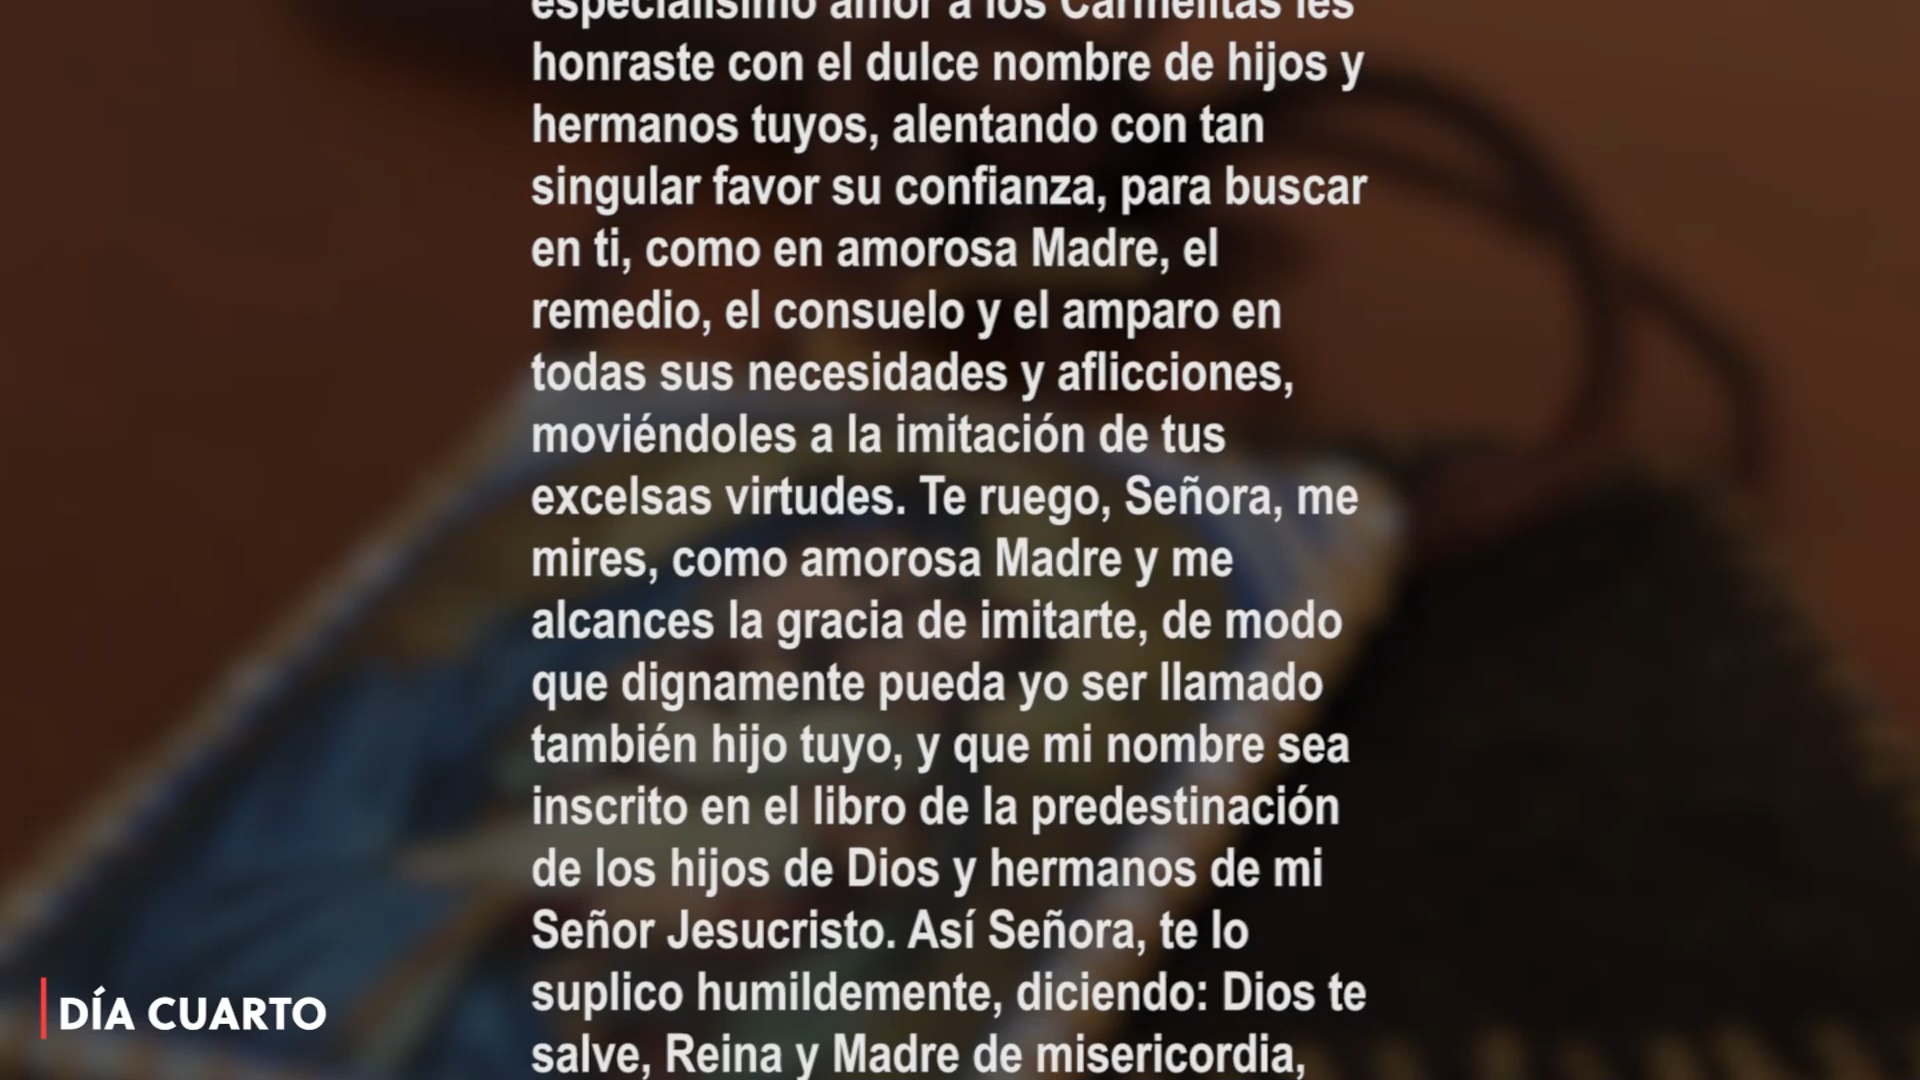 especialísimo amor a los Carmelitas les
honraste con el dulce nombre de hijos y
hermanos tuyos, alentando con tan
singular favor su confianza, para buscar
en ti, como en amorosa Madre, el
remedio, el consuelo y el amparo en
todas sus necesidades y aflicciones,
moviéndoles a la imitación de tus
excelsas virtudes. Te ruego, Señora, me
mires, como amorosa Madre y me
alcances la gracia de imitarte, de modo
que dignamente pueda yo ser llamado
también hijo tuyo, y que mi nombre sea
inscrito en el libro de la predestinación
de los hijos de Dios y hermanos de mi
Señor Jesucristo. Así Señora, te lo
suplico humildemente, diciendo: Dios te
salve, Reina y Madre de misericordia,
DÍA CUARTO